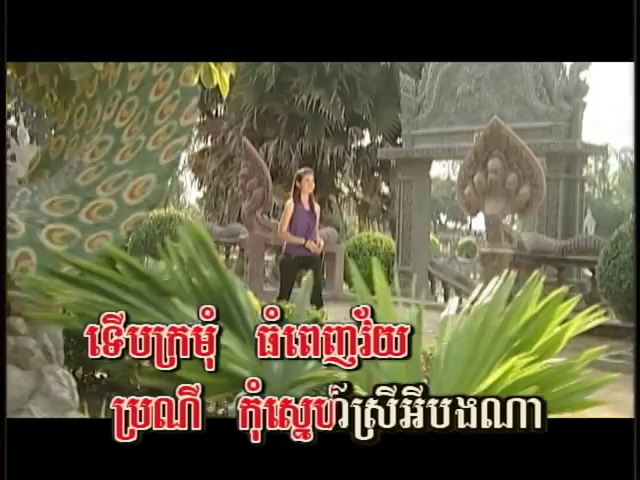 ទើបក្រមុំ ធំពេញវ័យ
ប្រណី កុំស្នេហ៍ស្រីអីបងណា